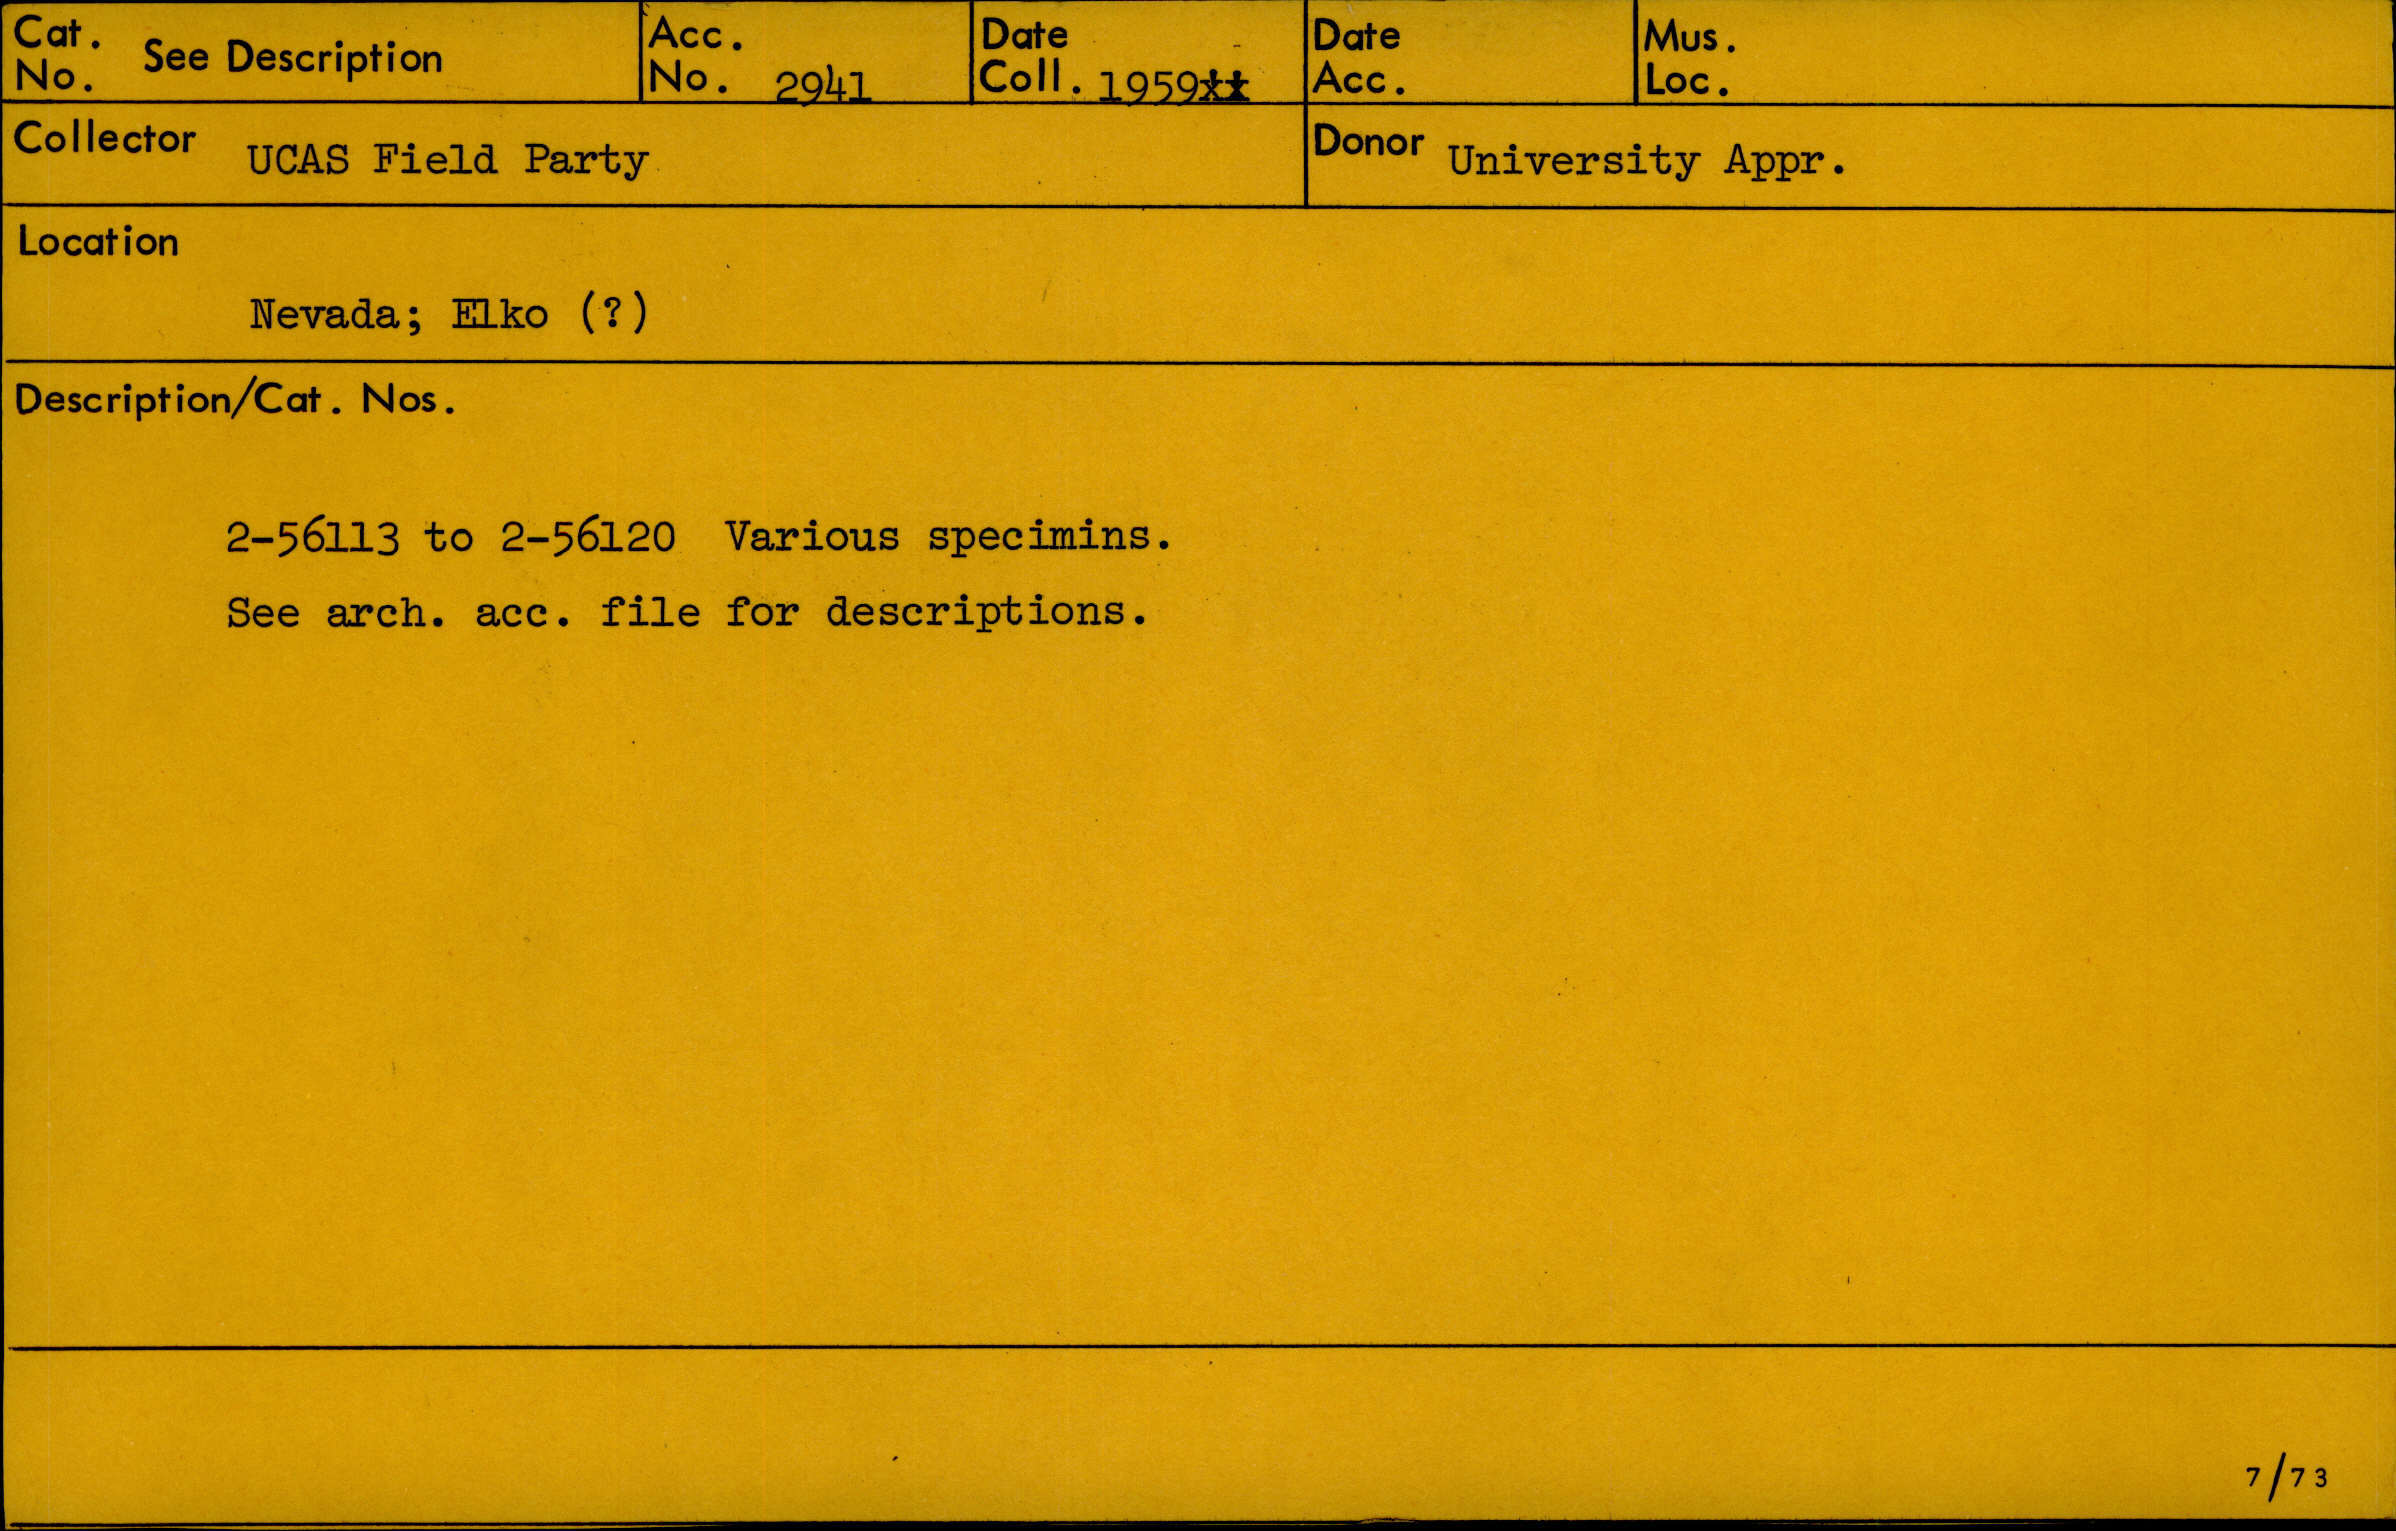 Cat. No. See Description
Acc. No. 2941
Date Coll. 1959
Date Acc.
Mus. Loc.
Collector UCAS Field Party
Donor University Appr.
Location
Nevada; Elko (?)
Description/Cat. Nos.
2-56113 to 2-56120 Various specimins.
See arch. acc. file for descriptions.
7/73